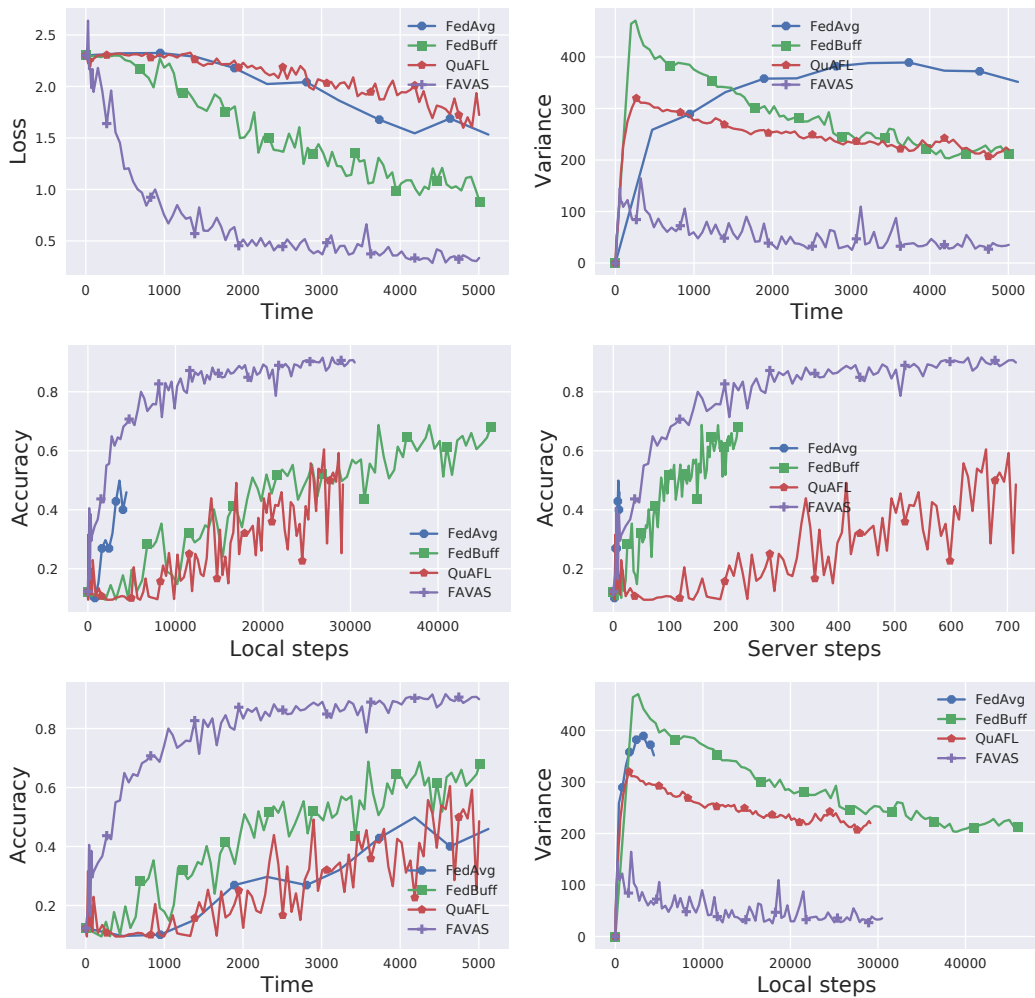 FedAvg
FedBuff
QuAFL
FAVAS
2.5
2.0
1.5
1.0
0.5
Loss
0 1000 2000 3000 4000 5000
Time
FedAvg
FedBuff
QuAFL
FAVAS
400
300
200
100
0
Variance
0 1000 2000 3000 4000 5000
Time
0.8
0.6
0.4
0.2
Accuracy
FedAvg
FedBuff
QuAFL
FAVAS
0 10000 20000 30000 40000
Local steps
0.8
0.6
0.4
0.2
Accuracy
FedAvg
FedBuff
QuAFL
FAVAS
0 100 200 300 400 500 600 700
Server steps
0.8
0.6
0.4
0.2
Accuracy
FedAvg
FedBuff
QuAFL
FAVAS
0 1000 2000 3000 4000 5000
Time
FedAvg
FedBuff
QuAFL
FAVAS
400
300
200
100
0
Variance
0 10000 20000 30000 40000
Local steps